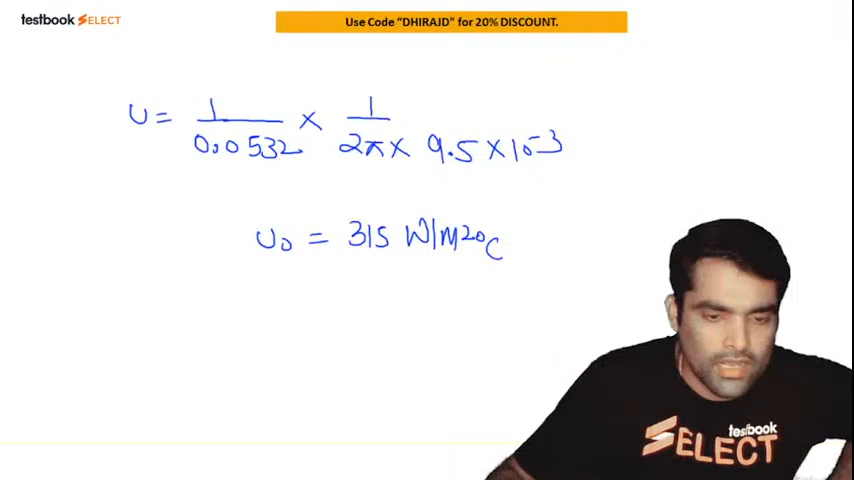 testbook SELECT
Use Code "DHIRAJD" for 20% DISCOUNT.
U = 1/0.0532 × 1/2π × 9.5 × 10-3
U0 = 315 W/m²°C
testbook
SELECT